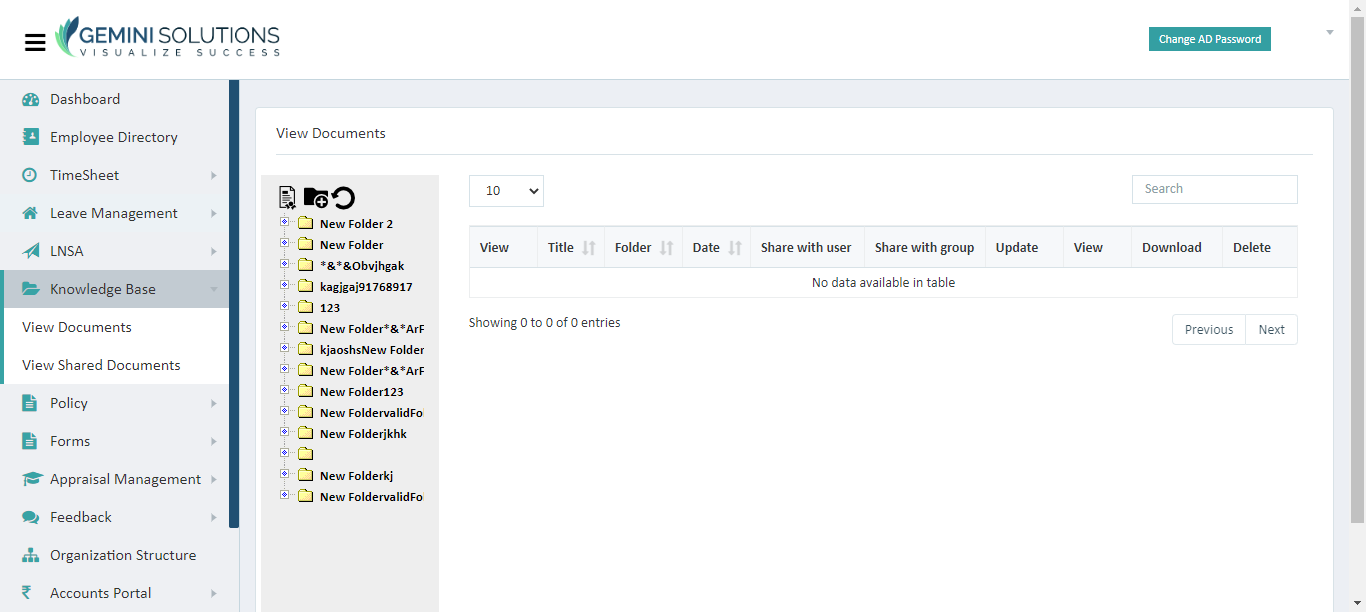 GEMINI SOLUTIONS
VISUALIZE SUCCESS
Change AD Password
Dashboard
Employee Directory
TimeSheet
Leave Management
LNSA
Knowledge Base
View Documents
View Shared Documents
Policy
Forms
Appraisal Management
Feedback
Organization Structure
Accounts Portal
View Documents
New Folder 2
New Folder
*&*&Obvjhgak
kagjgaj91768917
123
New Folder*&*ArF
kjaoshsNew Folder
New Folder*&*ArF
New Folder123
New FoldervalidFo
New Folderjkhk
New Folderkj
New FoldervalidFo
10
Search
View Title Folder Date Share with user Share with group Update View Download Delete
No data available in table
Showing 0 to 0 of 0 entries
Previous Next